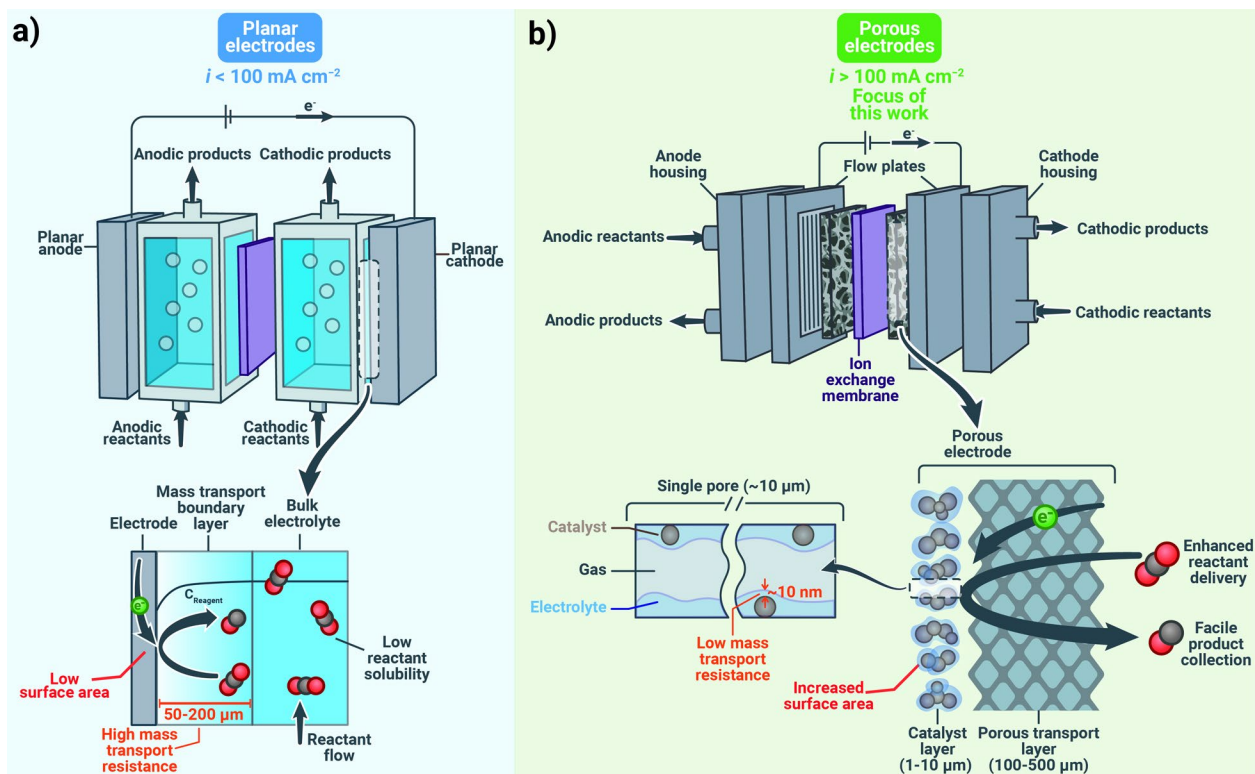 a)
Planar
electrodes
i < 100 mA cm⁻²
e⁻
Anodic products
Cathodic products
Planar
anode
Planar
cathode
Anodic
reactants
Cathodic
reactants
Electrode
Mass transport
boundary
layer
Bulk
electrolyte
e⁻
C Reagent
Low
surface area
50-200 µm
High mass
transport
resistance
Low
reactant
solubility
Reactant
flow
b)
Porous
electrodes
i > 100 mA cm⁻²
Focus of
this work
e⁻
Anode
housing
Flow plates
Cathode
housing
Anodic reactants
Anodic products
Cathodic products
Cathodic reactants
Ion
exchange
membrane
Porous
electrode
Single pore (~10 µm)
Catalyst
Gas
Electrolyte
~10 nm
Low mass
transport
resistance
e⁻
Enhanced
reactant
delivery
Facile
product
collection
Increased
surface area
Catalyst
layer
(1-10 µm)
Porous transport
layer
(100-500 µm)